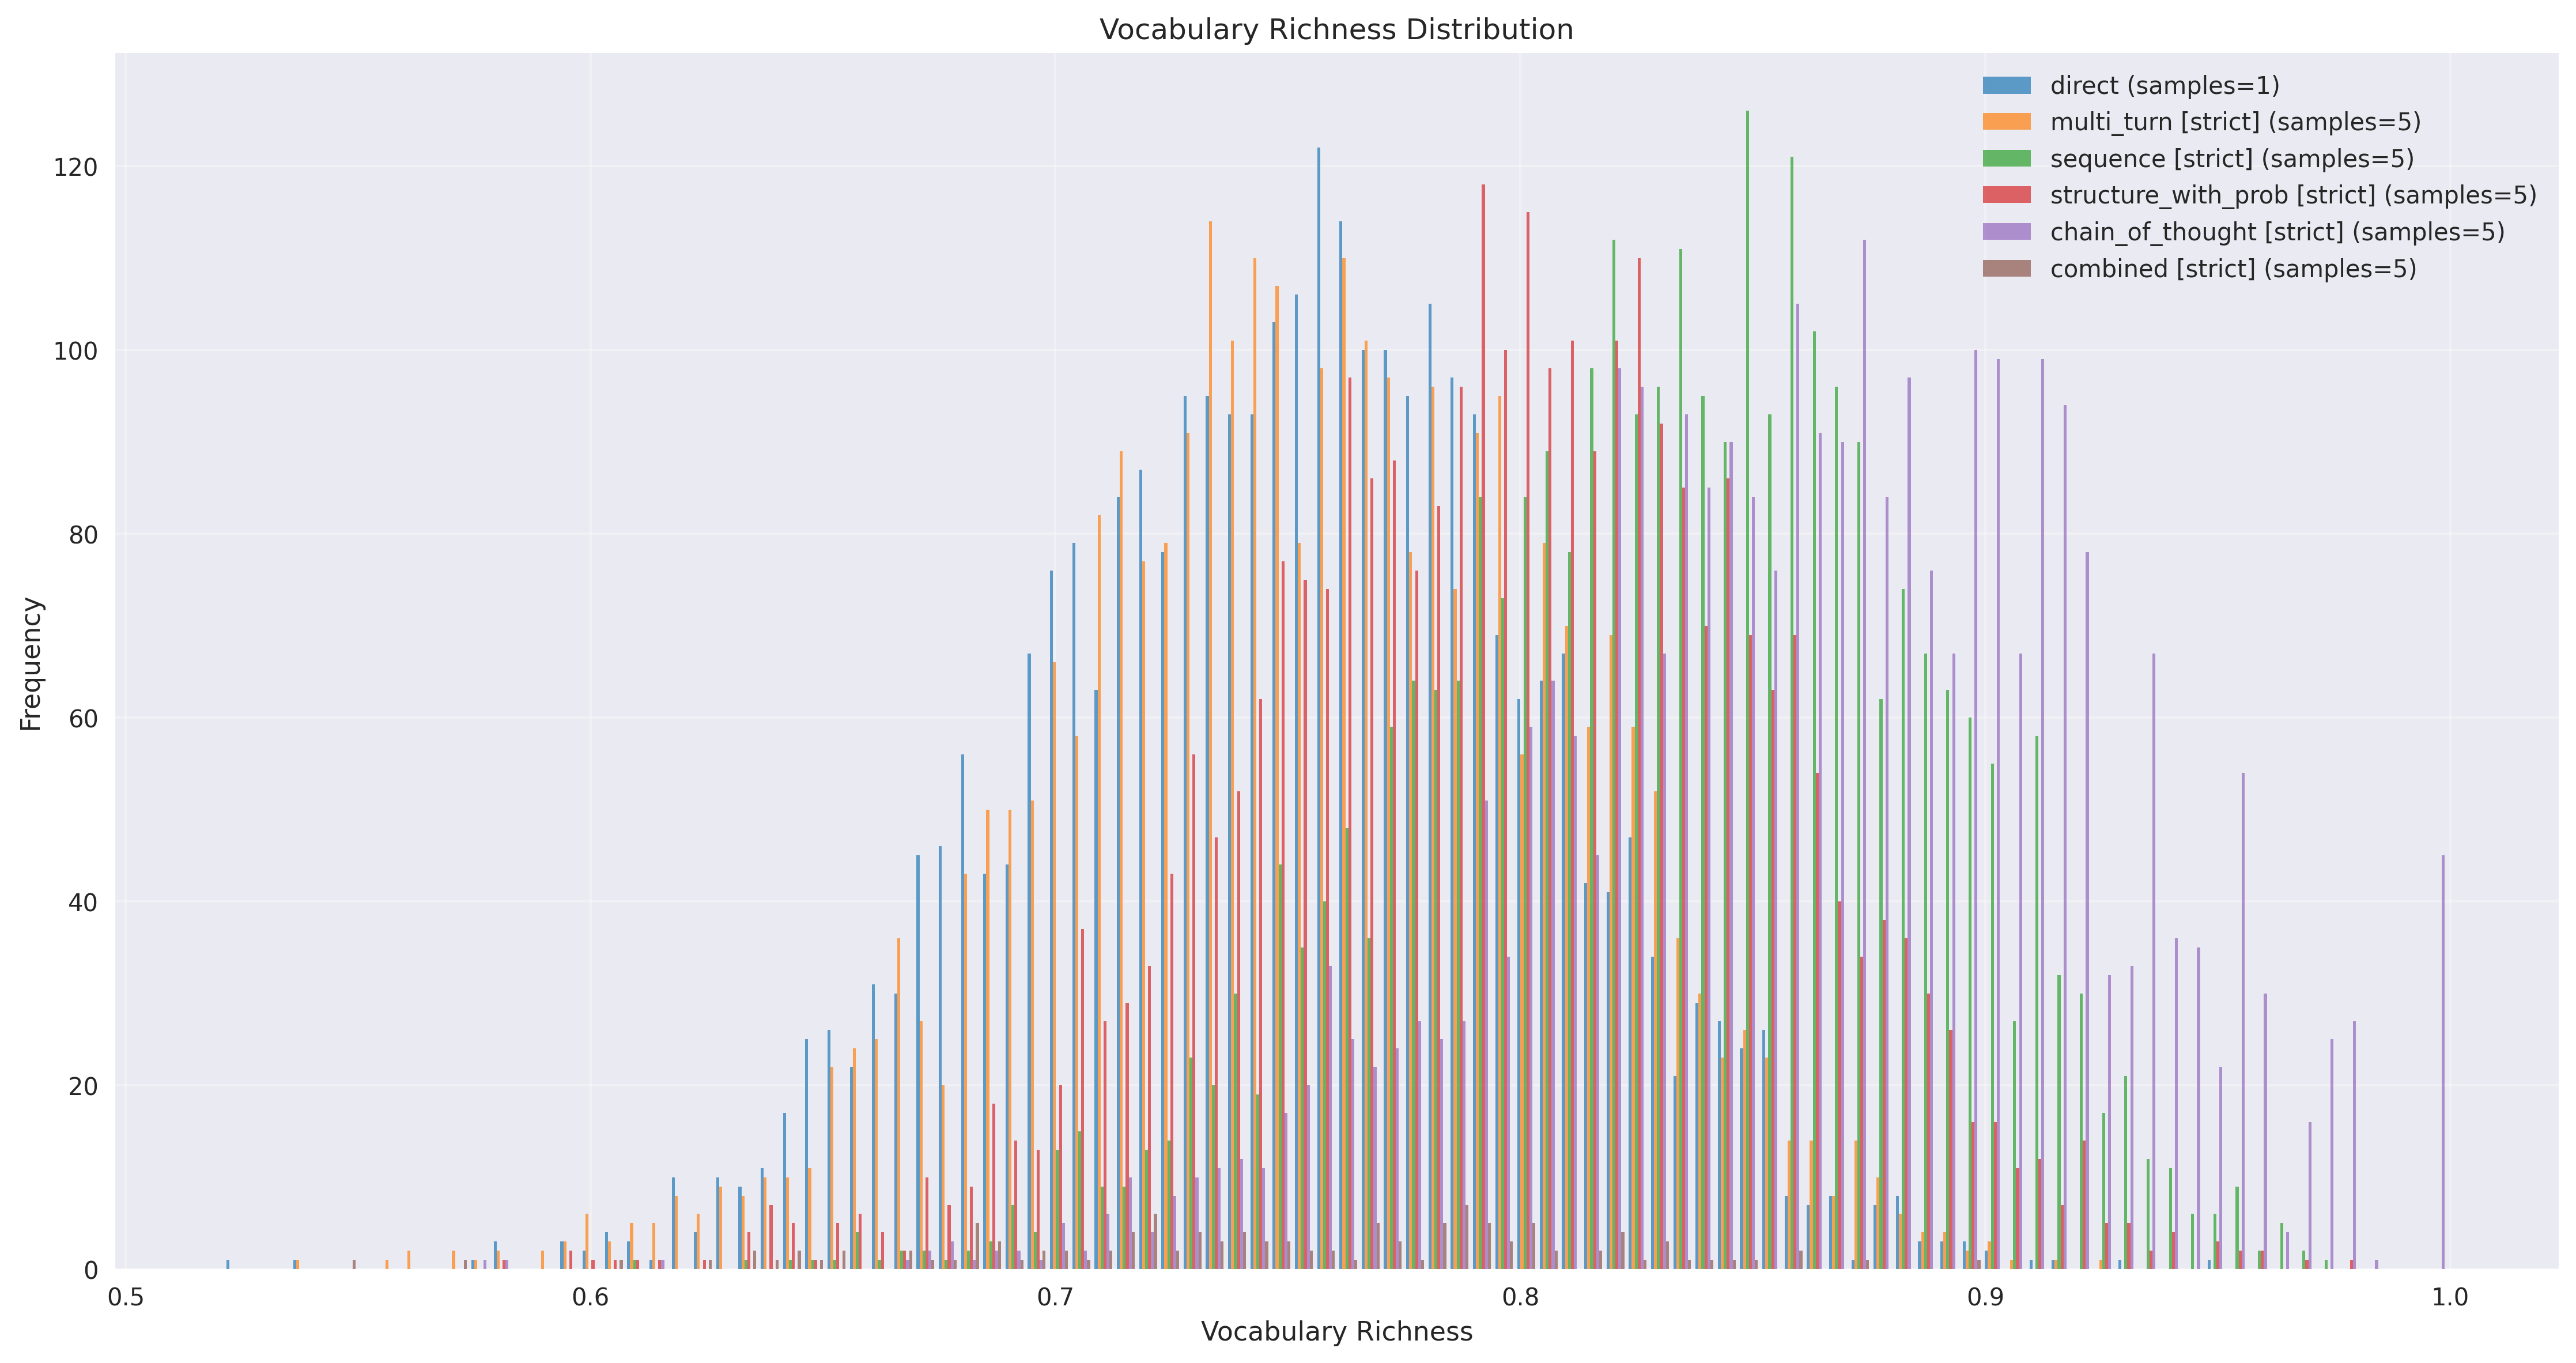 Vocabulary Richness Distribution
direct (samples=1)
multi_turn [strict] (samples=5)
sequence [strict] (samples=5)
structure_with_prob [strict] (samples=5)
chain_of_thought [strict] (samples=5)
combined [strict] (samples=5)
120
100
80
60
40
20
0
Frequency
0.5 0.6 0.7 0.8 0.9 1.0
Vocabulary Richness